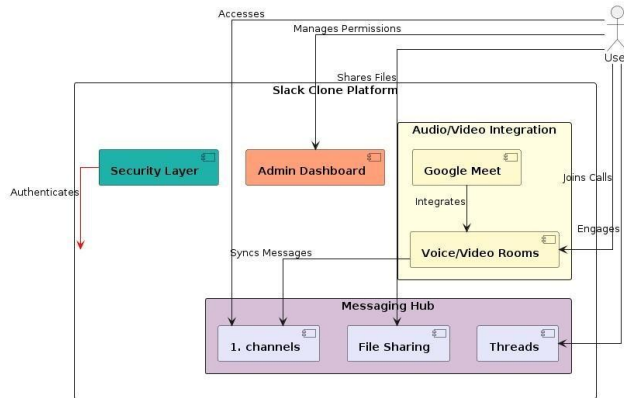 Accesses
Manages Permissions
Use
Shares Files
Slack Clone Platform
Audio/Video Integration
Security Layer
Admin Dashboard
Google Meet
Joins Calls
Authenticates
Integrates
Engages
Syncs Messages
Voice/Video Rooms
Messaging Hub
1. channels
File Sharing
Threads